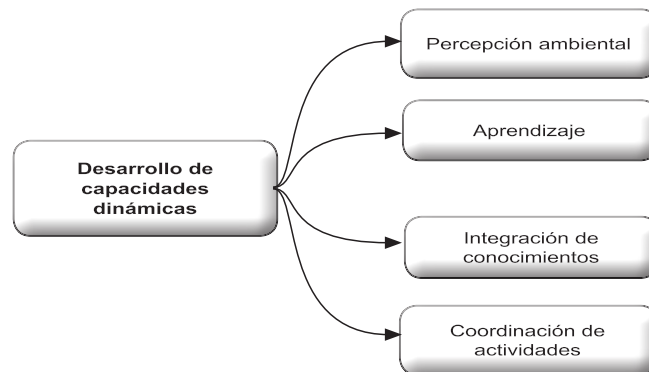 Percepción ambiental
Aprendizaje
Desarrollo de
capacidades
dinámicas
Integración de
conocimientos
Coordinación de
actividades